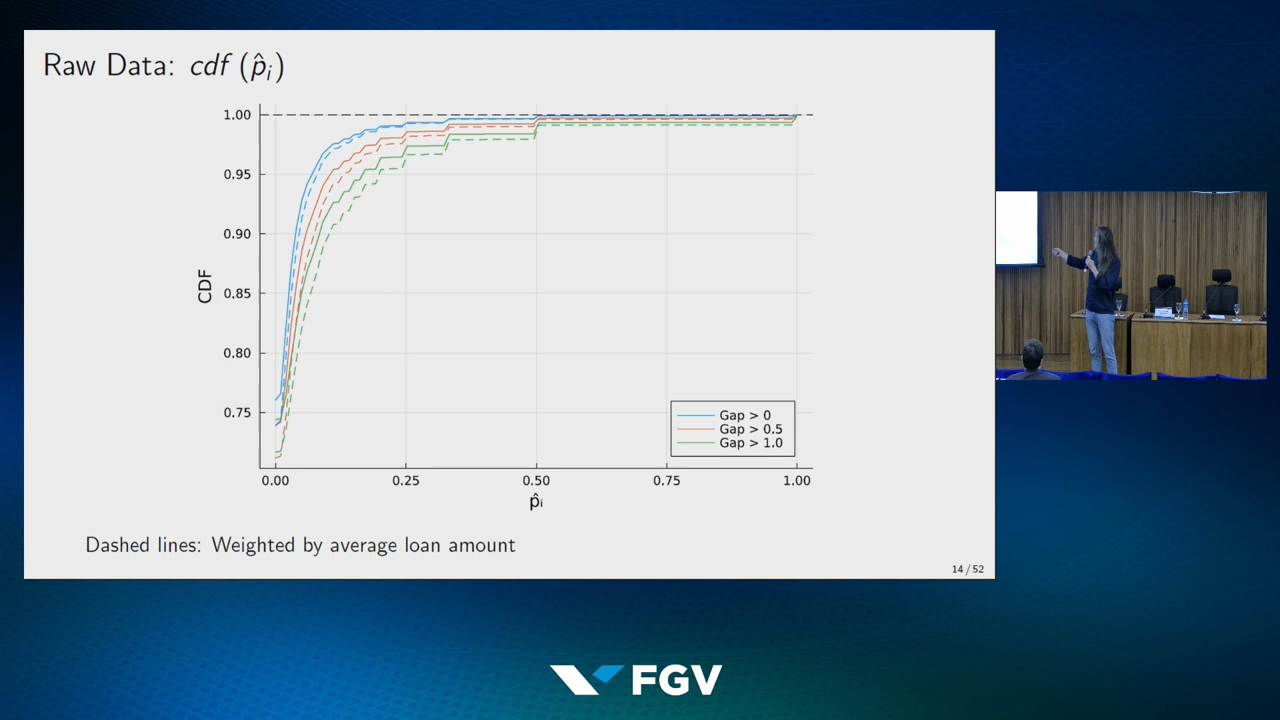 Raw Data: cdf (p̂ᵢ)
1.00
0.95
0.90
0.85
0.80
0.75
CDF
Gap > 0
Gap > 0.5
Gap > 1.0
0.00 0.25 0.50 0.75 1.00
p̂ᵢ
Dashed lines: Weighted by average loan amount
14 / 52
FGV